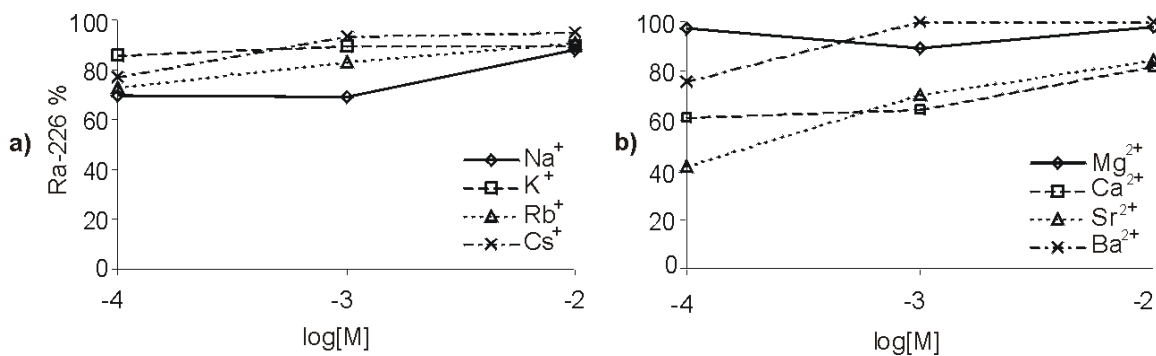 a)
Ra-226 %
100
80
60
40
20
0
-4
-3
-2
log[M]
Na+
K+
Rb+
Cs+
b)
100
80
60
40
20
0
-4
-3
-2
log[M]
Mg2+
Ca2+
Sr2+
Ba2+